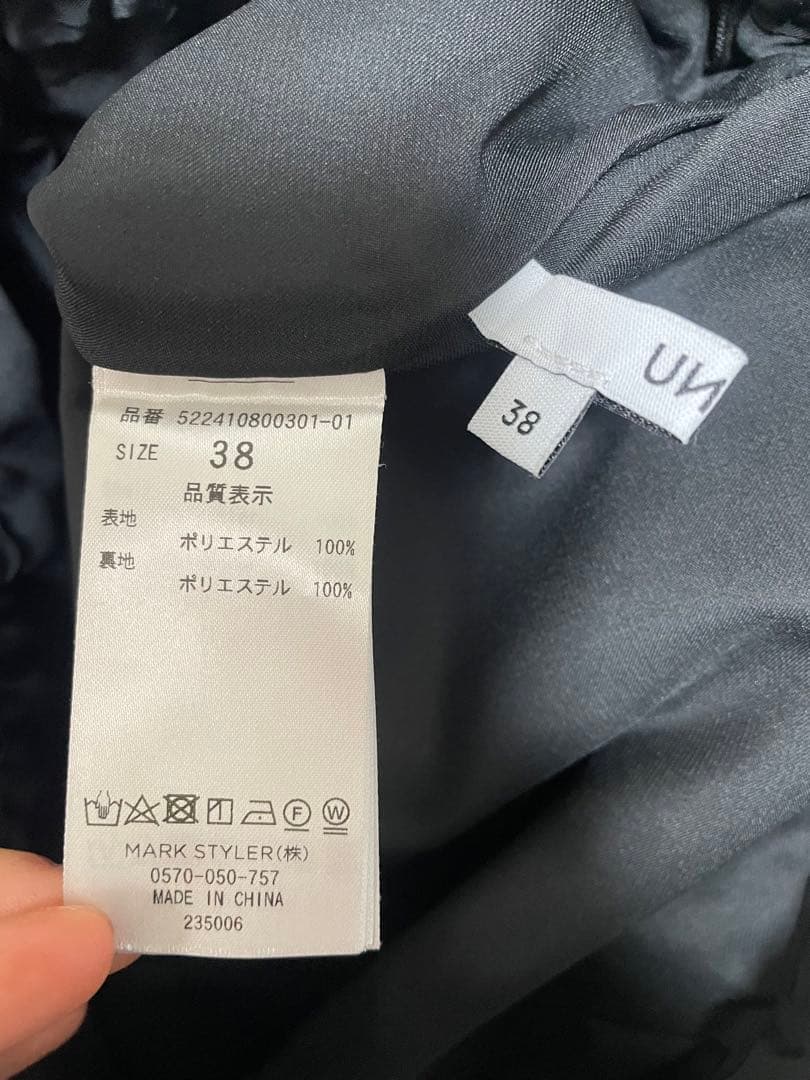 品番 522410800301-01
SIZE 38
品質表示
表地
ポリエステル 100%
裏地
ポリエステル 100%
F W
MARK STYLER(株)
0570-050-757
MADE IN CHINA
235006
UN
38